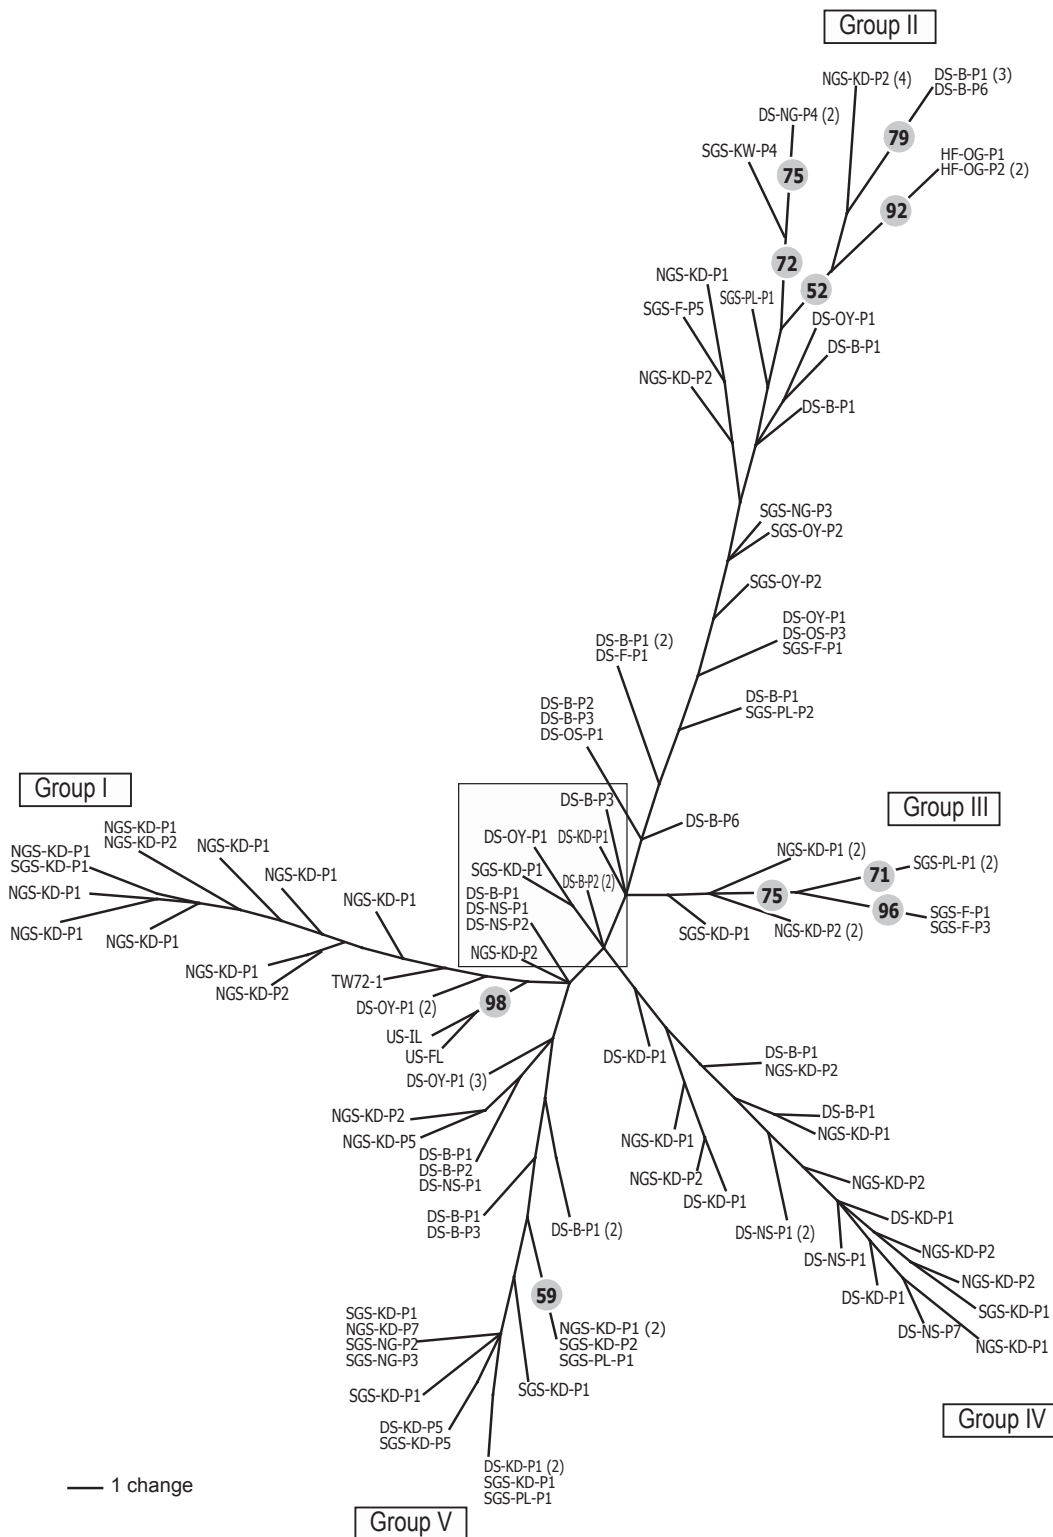 Group II
NGS-KD-P2 (4)
DS-B-P1 (3)
DS-B-P6
DS-NG-P4 (2)
79
SGS-KW-P4
HF-OG-P1
HF-OG-P2 (2)
75
92
72
NGS-KD-P1
52
SGS-PL-P1
SGS-F-P5
DS-OY-P1
DS-B-P1
NGS-KD-P2
DS-B-P1
SGS-NG-P3
SGS-OY-P2
SGS-OY-P2
DS-OY-P1
DS-OS-P3
SGS-F-P1
DS-B-P1 (2)
DS-F-P1
DS-B-P1
SGS-PL-P2
DS-B-P2
DS-B-P3
DS-OS-P1
Group I
DS-B-P3
Group III
DS-B-P6
NGS-KD-P1
NGS-KD-P2
NGS-KD-P1
DS-OY-P1
DS-KD-P1
NGS-KD-P1
SGS-KD-P1
NGS-KD-P1 (2)
SGS-PL-P1 (2)
71
NGS-KD-P1
SGS-KD-P1
DS-B-P2 (2)
NGS-KD-P1
75
DS-B-P1
DS-NS-P1
DS-NS-P2
NGS-KD-P1
96
SGS-F-P1
SGS-F-P3
NGS-KD-P1
NGS-KD-P1
SGS-KD-P1
NGS-KD-P2 (2)
NGS-KD-P2
NGS-KD-P1
NGS-KD-P2
TW72-1
DS-OY-P1 (2)
98
US-IL
US-FL
DS-KD-P1
DS-B-P1
NGS-KD-P2
DS-OY-P1 (3)
NGS-KD-P2
DS-B-P1
NGS-KD-P1
NGS-KD-P5
NGS-KD-P1
DS-B-P1
DS-B-P2
DS-NS-P1
NGS-KD-P2
NGS-KD-P2
DS-KD-P1
DS-B-P1
DS-B-P3
DS-B-P1 (2)
DS-NS-P1 (2)
DS-KD-P1
NGS-KD-P2
DS-NS-P1
NGS-KD-P2
59
DS-KD-P1
SGS-KD-P1
SGS-KD-P1
NGS-KD-P7
SGS-NG-P2
SGS-NG-P3
NGS-KD-P1 (2)
SGS-KD-P2
SGS-PL-P1
DS-NS-P7
NGS-KD-P1
SGS-KD-P1
SGS-KD-P1
DS-KD-P5
SGS-KD-P5
Group IV
DS-KD-P1 (2)
SGS-KD-P1
SGS-PL-P1
1 change
Group V